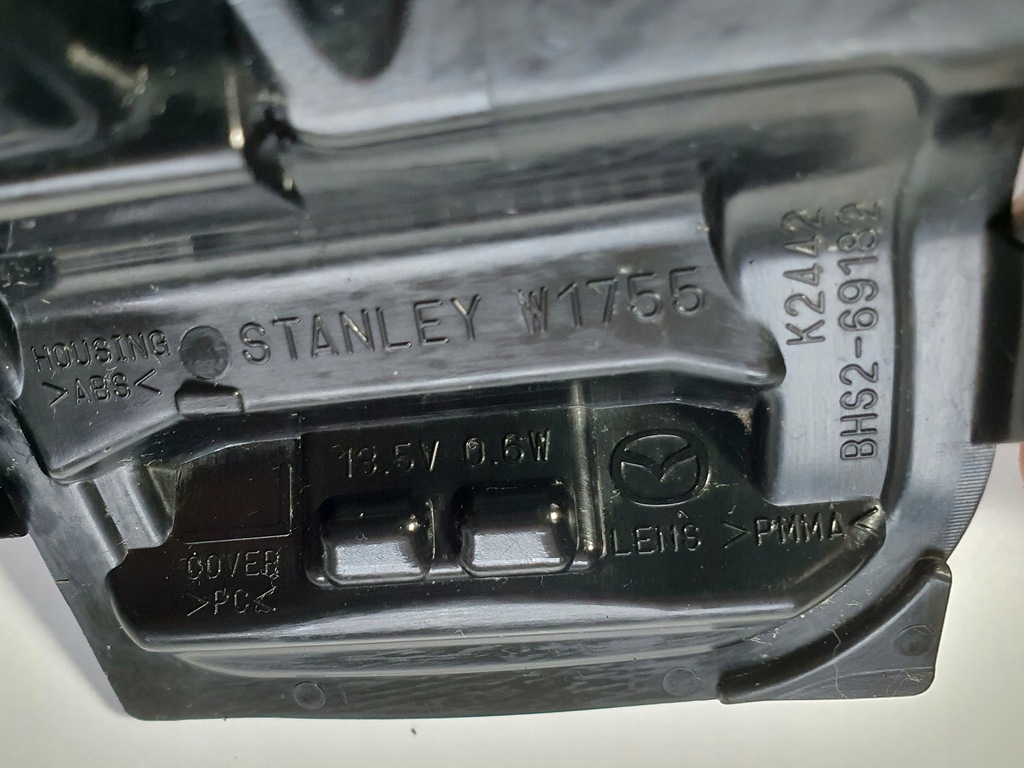 HOUSING
>ABS<
STANLEY W1755
K2442
BHS2-69182
13.5V 0.6W
COVER
>PC<
LENS >PMMA<